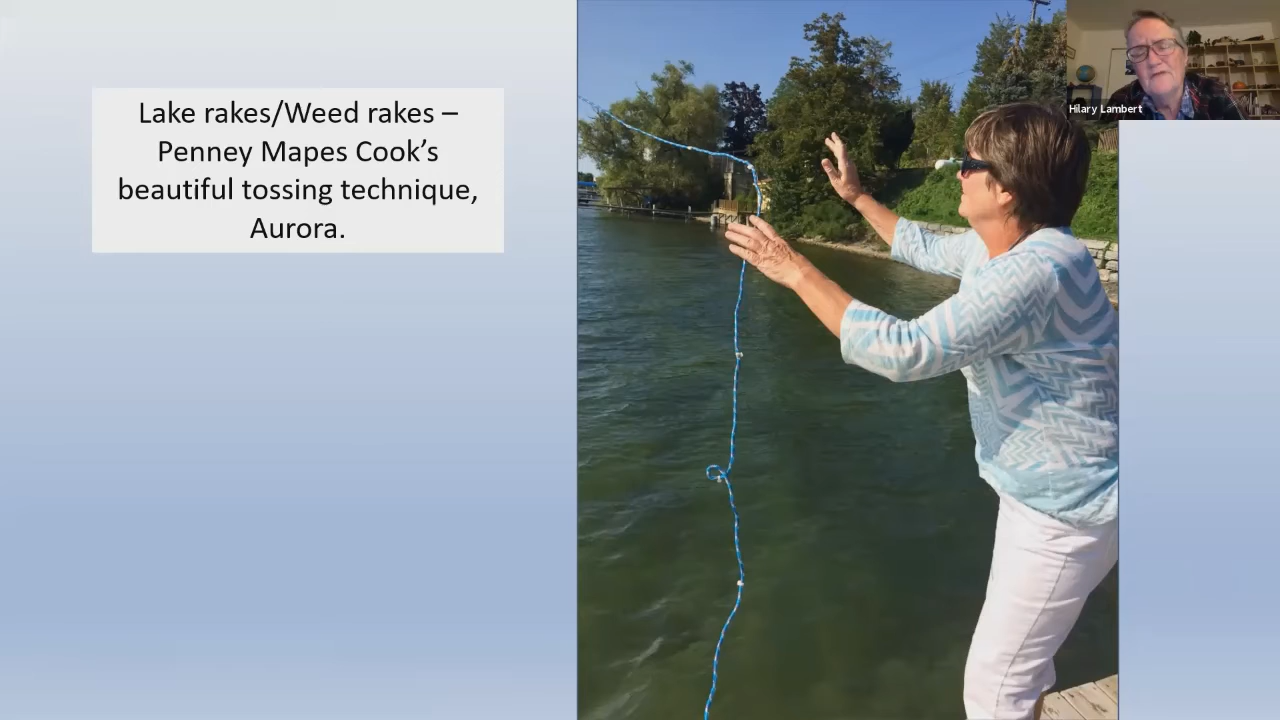 Lake rakes/Weed rakes –
Penney Mapes Cook’s
beautiful tossing technique,
Aurora.
Hilary Lambert